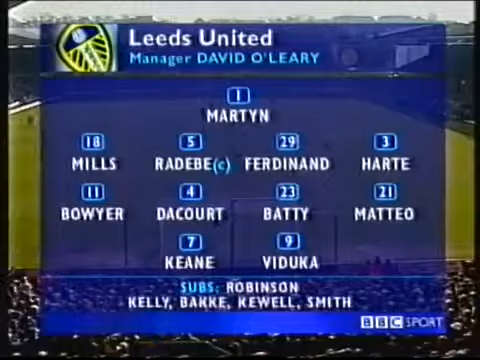 Leeds United
Manager DAVID O'LEARY
1
MARTYN
18 5 29 3
MILLS RADEBE(c) FERDINAND HARTE
11 4 23 21
BOWYER DACOURT BATTY MATTEO
7 9
KEANE VIDUKA
SUBS: ROBINSON
KELLY, BAKKE, KEWELL, SMITH
BBC SPORT